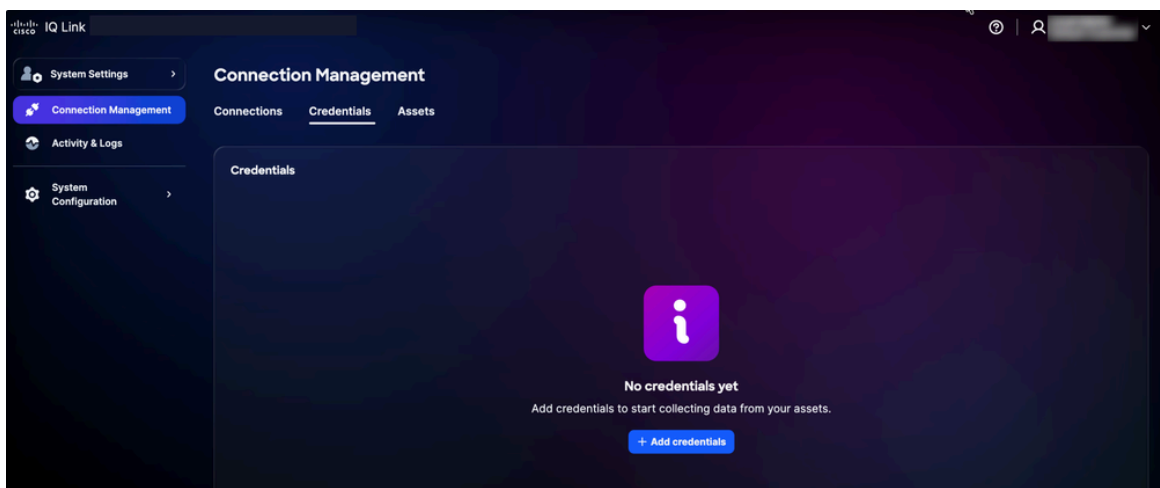 cisco IQ Link
System Settings
Connection Management
Activity & Logs
System
Configuration
Connection Management
Connections Credentials Assets
Credentials
No credentials yet
Add credentials to start collecting data from your assets.
+ Add credentials